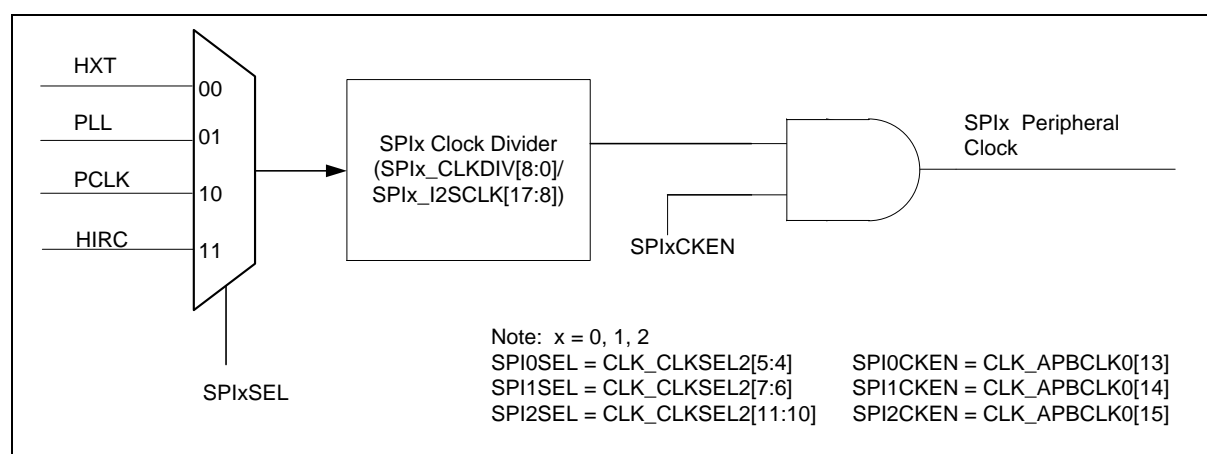 HXT
00
PLL
01
PCLK
10
HIRC
11
SPIxSEL
SPIx Clock Divider
(SPIx_CLKDIV[8:0]/
SPIx_I2SCLK[17:8])
SPIxCKEN
SPIx Peripheral
Clock
Note: x = 0, 1, 2
SPI0SEL = CLK_CLKSEL2[5:4] SPI0CKEN = CLK_APBCLK0[13]
SPI1SEL = CLK_CLKSEL2[7:6] SPI1CKEN = CLK_APBCLK0[14]
SPI2SEL = CLK_CLKSEL2[11:10] SPI2CKEN = CLK_APBCLK0[15]